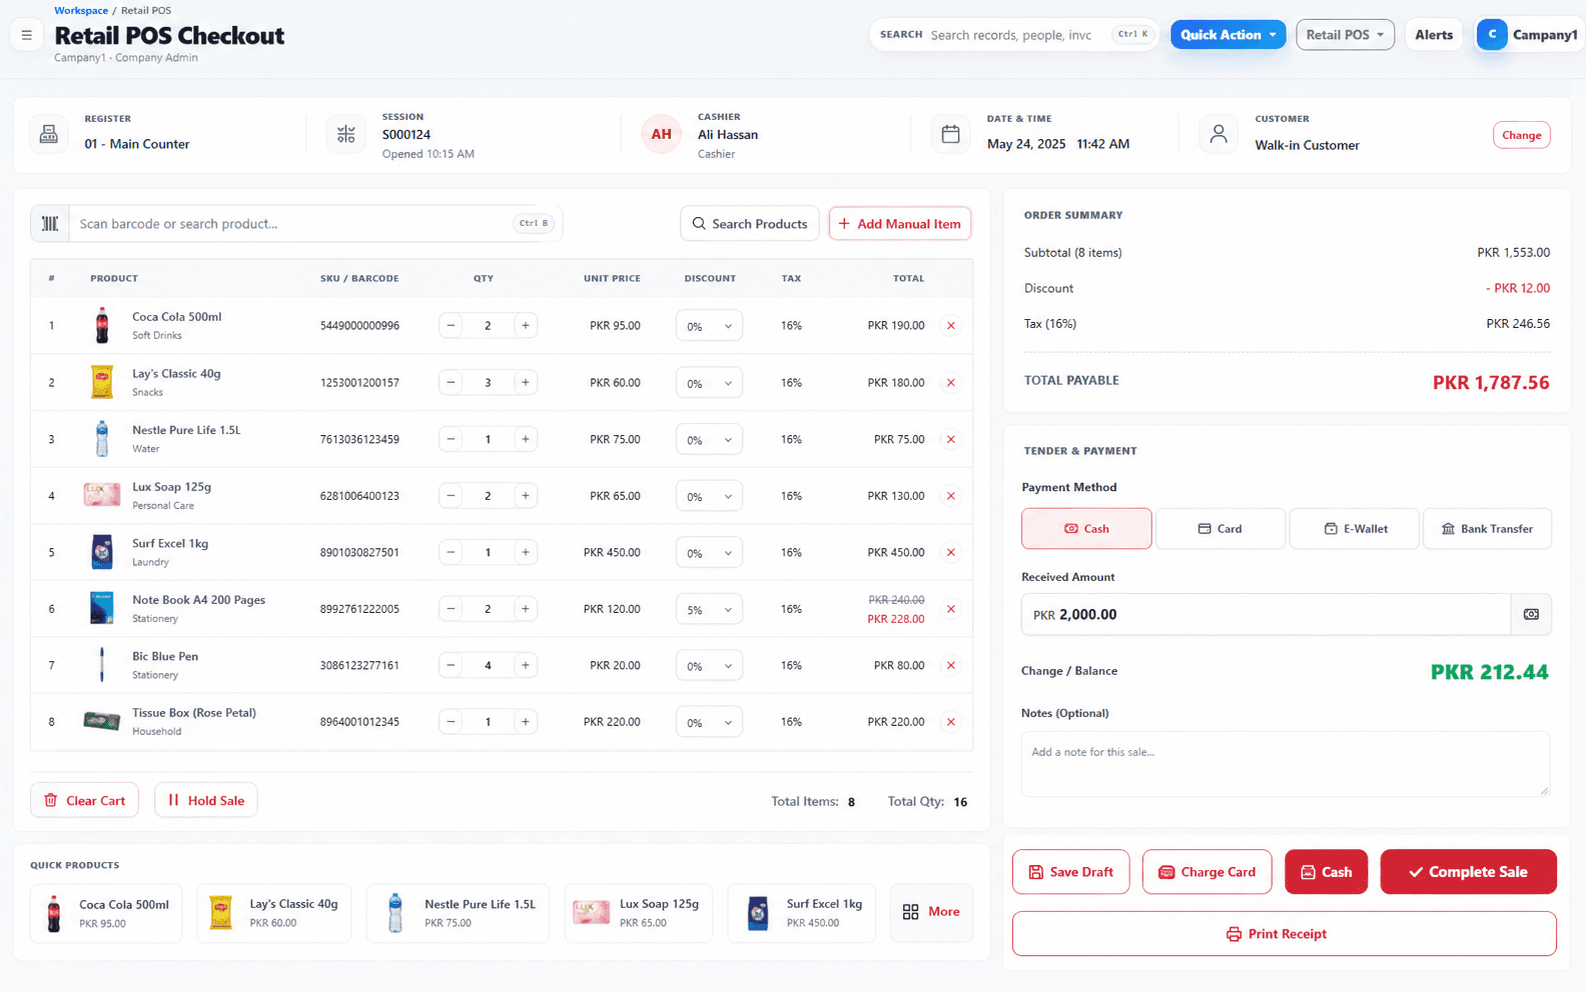 Workspace / Retail POS
Retail POS Checkout
Campany1 - Company Admin
SEARCH Search records, people, invc Ctrl K
Quick Action
Retail POS
Alerts
C Campany1
REGISTER
01 - Main Counter
SESSION
S000124
Opened 10:15 AM
AH
CASHIER
Ali Hassan
Cashier
DATE & TIME
May 24, 2025 11:42 AM
CUSTOMER
Walk-in Customer
Change
Scan barcode or search product... Ctrl B
Search Products
+ Add Manual Item
# PRODUCT SKU / BARCODE QTY UNIT PRICE DISCOUNT TAX TOTAL
1 Coca Cola 500ml 5449000000996 − 2 + PKR 95.00 0% 16% PKR 190.00 ×
Soft Drinks
2 Lay's Classic 40g 1253001200157 − 3 + PKR 60.00 0% 16% PKR 180.00 ×
Snacks
3 Nestle Pure Life 1.5L 7613036123459 − 1 + PKR 75.00 0% 16% PKR 75.00 ×
Water
4 Lux Soap 125g 6281006400123 − 2 + PKR 65.00 0% 16% PKR 130.00 ×
Personal Care
5 Surf Excel 1kg 8901030827501 − 1 + PKR 450.00 0% 16% PKR 450.00 ×
Laundry
6 Note Book A4 200 Pages 8992761222005 − 2 + PKR 120.00 5% 16% PKR 240.00 ×
Stationery PKR 228.00
7 Bic Blue Pen 3086123277161 − 4 + PKR 20.00 0% 16% PKR 80.00 ×
Stationery
8 Tissue Box (Rose Petal) 8964001012345 − 1 + PKR 220.00 0% 16% PKR 220.00 ×
Household
Clear Cart
Hold Sale
Total Items: 8 Total Qty: 16
QUICK PRODUCTS
Coca Cola 500ml
PKR 95.00
Lay's Classic 40g
PKR 60.00
Nestle Pure Life 1.5L
PKR 75.00
LUX
Lux Soap 125g
PKR 65.00
Surf Excel 1kg
PKR 450.00
More
ORDER SUMMARY
Subtotal (8 items) PKR 1,553.00
Discount - PKR 12.00
Tax (16%) PKR 246.56
TOTAL PAYABLE PKR 1,787.56
TENDER & PAYMENT
Payment Method
Cash
Card
E-Wallet
Bank Transfer
Received Amount
PKR 2,000.00
Change / Balance PKR 212.44
Notes (Optional)
Add a note for this sale...
Save Draft
Charge Card
Cash
Complete Sale
Print Receipt